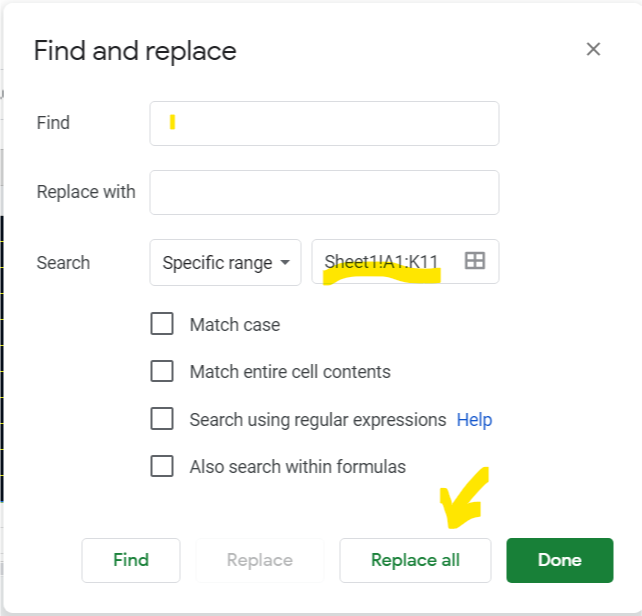 Find and replace
Find
Replace with
Search
Specific range
Sheet1!A1:K11
Match case
Match entire cell contents
Search using regular expressions Help
Also search within formulas
Find
Replace
Replace all
Done